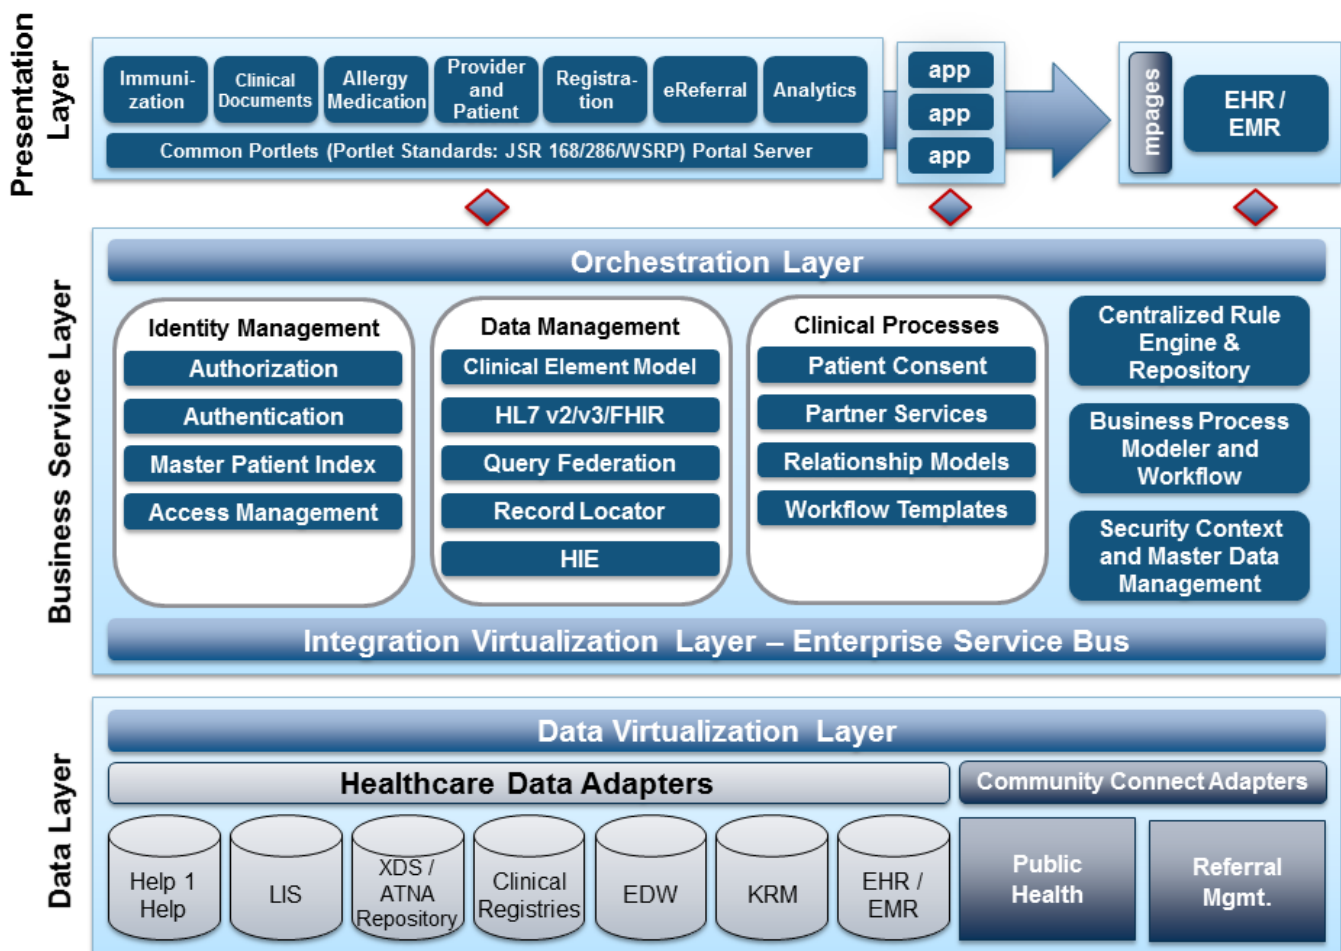 Presentation
Layer
Immuni-
zation
Clinical
Documents
Allergy
Medication
Provider
and
Patient
Registra-
tion
eReferral
Analytics
Common Portlets (Portlet Standards: JSR 168/286/WSRP) Portal Server
app
app
app
mpages
EHR /
EMR
Business Service Layer
Orchestration Layer
Identity Management
Authorization
Authentication
Master Patient Index
Access Management
Data Management
Clinical Element Model
HL7 v2/v3/FHIR
Query Federation
Record Locator
HIE
Clinical Processes
Patient Consent
Partner Services
Relationship Models
Workflow Templates
Centralized Rule
Engine &
Repository
Business Process
Modeler and
Workflow
Security Context
and Master Data
Management
Integration Virtualization Layer – Enterprise Service Bus
Data Layer
Data Virtualization Layer
Healthcare Data Adapters
Community Connect Adapters
Help 1
Help
LIS
XDS /
ATNA
Repository
Clinical
Registries
EDW
KRM
EHR /
EMR
Public
Health
Referral
Mgmt.